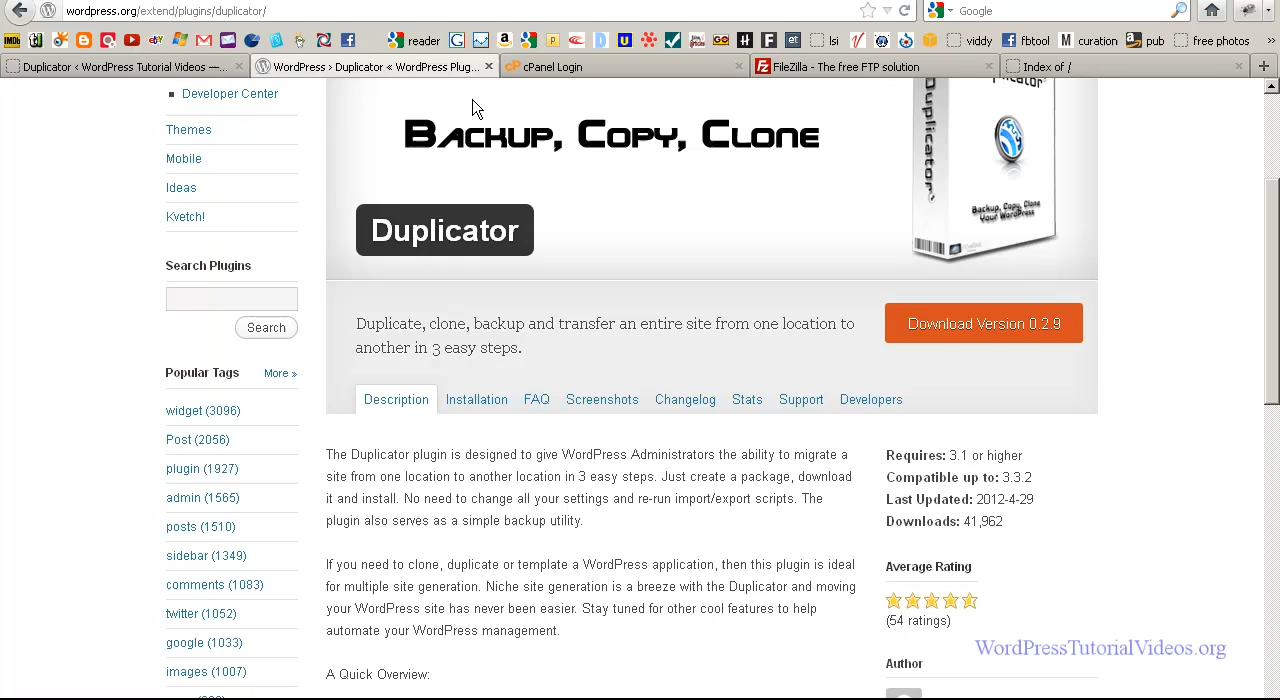 wordpress.org/extend/plugins/duplicator/
Google
reader
lsi
viddy
fbtool
curation
pub
free photos
Duplicator ‹ WordPress Tutorial Videos —...
WordPress › Duplicator « WordPress Plug...
cPanel Login
FileZilla - The free FTP solution
Index of /
Developer Center
Themes
Mobile
Ideas
Kvetch!
Search Plugins
Search
Popular Tags More »
widget (3096)
Post (2056)
plugin (1927)
admin (1565)
posts (1510)
sidebar (1349)
comments (1083)
twitter (1052)
google (1033)
images (1007)
Backup, Copy, Clone
Duplicator
Duplicator
Backup, Copy, Clone
Your WordPress
Duplicate, clone, backup and transfer an entire site from one location to
another in 3 easy steps.
Download Version 0.2.9
Description Installation FAQ Screenshots Changelog Stats Support Developers
The Duplicator plugin is designed to give WordPress Administrators the ability to migrate a
site from one location to another location in 3 easy steps. Just create a package, download
it and install. No need to change all your settings and re-run import/export scripts. The
plugin also serves as a simple backup utility.
If you need to clone, duplicate or template a WordPress application, then this plugin is ideal
for multiple site generation. Niche site generation is a breeze with the Duplicator and moving
your WordPress site has never been easier. Stay tuned for other cool features to help
automate your WordPress management.
A Quick Overview:
Requires: 3.1 or higher
Compatible up to: 3.3.2
Last Updated: 2012-4-29
Downloads: 41,962
Average Rating
(54 ratings)
Author
WordPressTutorialVideos.org